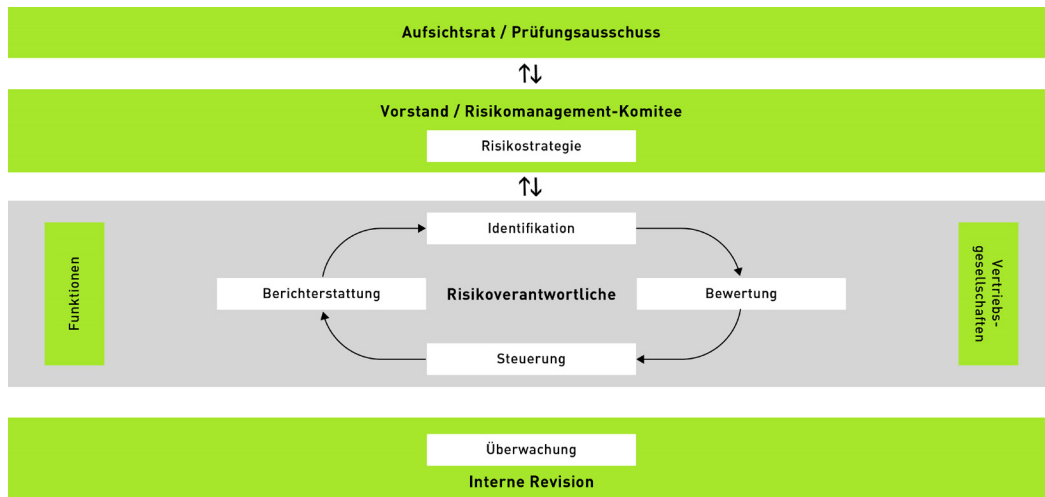 Aufsichtsrat / Prüfungsausschuss
↑↓
Vorstand / Risikomanagement-Komitee
Risikostrategie
↑↓
Funktionen
Identifikation
Berichterstattung
Risikoverantwortliche
Bewertung
Steuerung
Vertriebs-
gesellschaften
Überwachung
Interne Revision